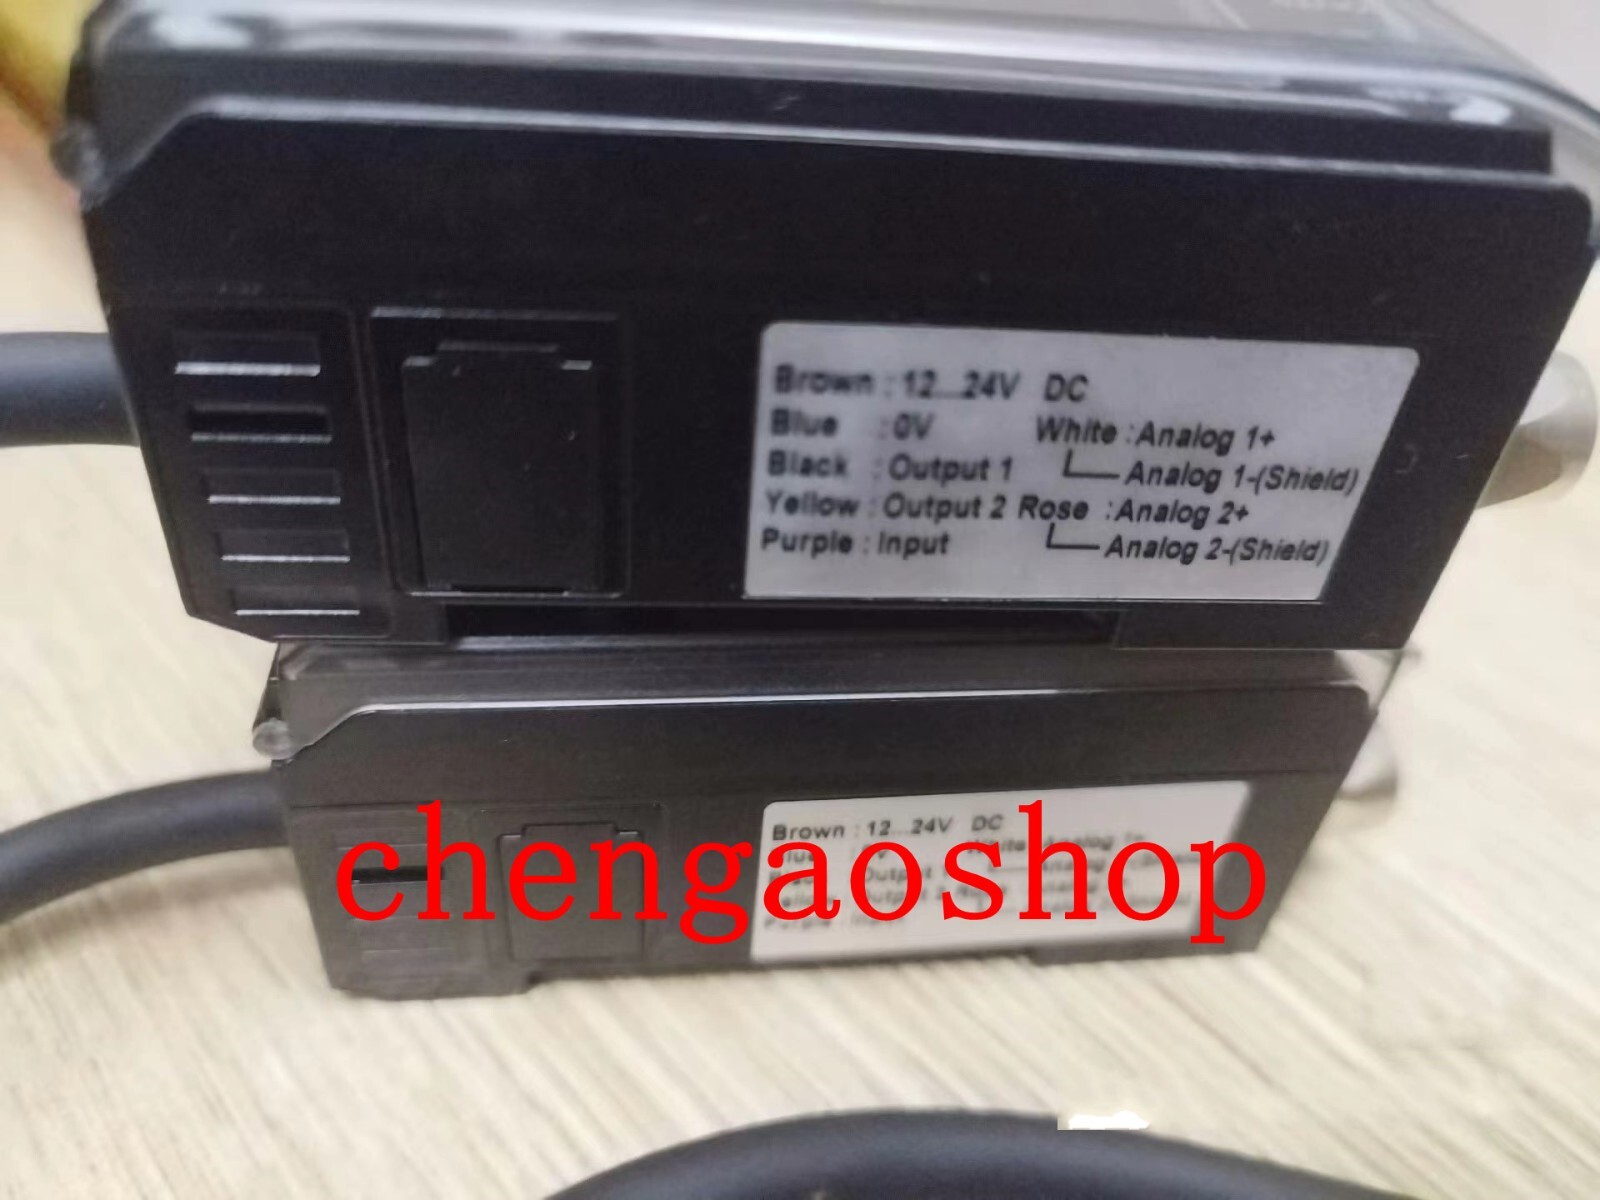 Brown : 12...24V DC
Blue : 0V White : Analog 1+
Black : Output 1 Analog 1-(Shield)
Yellow : Output 2 Rose : Analog 2+
Purple : Input Analog 2-(Shield)
Brown : 12...24V DC
chengaoshop